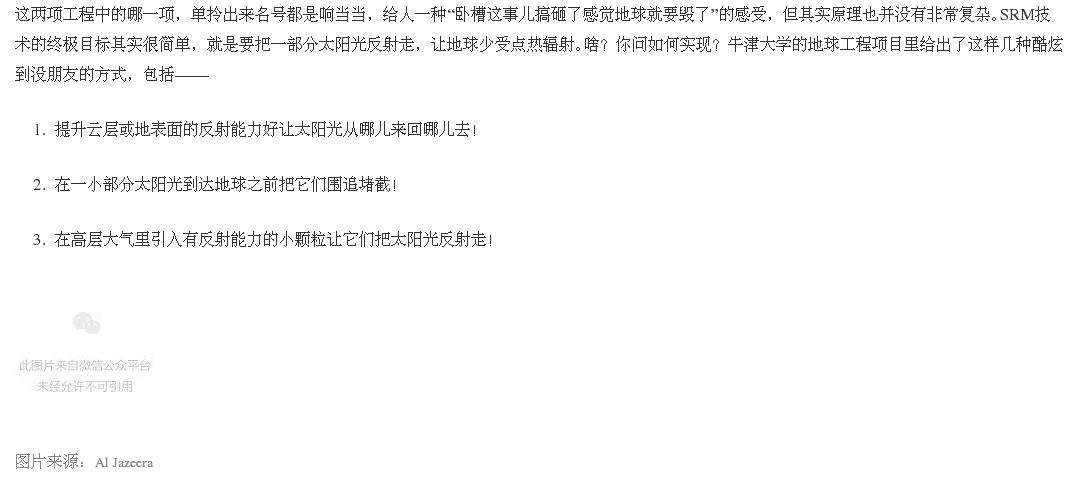 这两项工程中的哪一项，单拎出来名号都是响当当，给人一种“卧槽这事儿搞砸了感觉地球就要毁了”的感受，但其实原理也并没有非常复杂。SRM技
术的终极目标其实很简单，就是要把一部分太阳光反射走，让地球少受点热辐射。啥？你问如何实现？牛津大学的地球工程项目里给出了这样几种酷炫
到没朋友的方式，包括——
1. 提升云层或地表面的反射能力好让太阳光从哪儿来回哪儿去！
2. 在一小部分太阳光到达地球之前把它们围追堵截！
3. 在高层大气里引入有反射能力的小颗粒让它们把太阳光反射走！
此图片来自微信公众平台
未经允许不可引用
图片来源：Al Jazeera